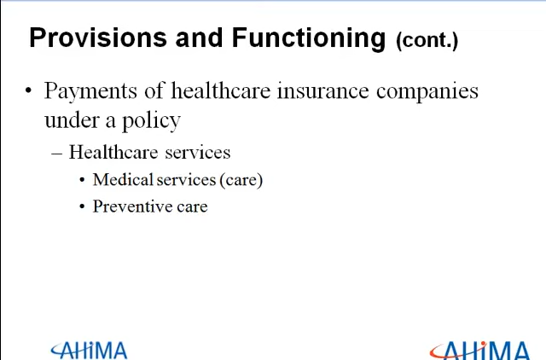 Provisions and Functioning (cont.)
• Payments of healthcare insurance companies
under a policy
– Healthcare services
• Medical services (care)
• Preventive care
AHiMA
AHiMA